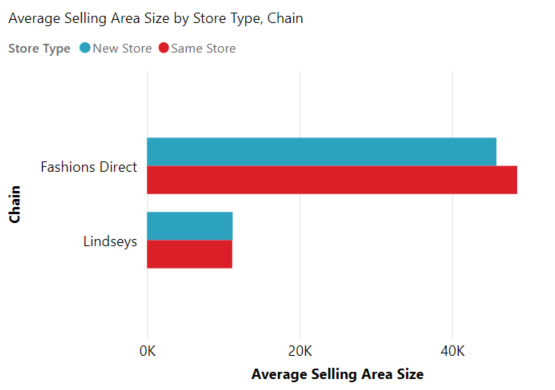 Average Selling Area Size by Store Type, Chain
Store Type New Store Same Store
Fashions Direct
Lindseys
Chain
0K 20K 40K
Average Selling Area Size